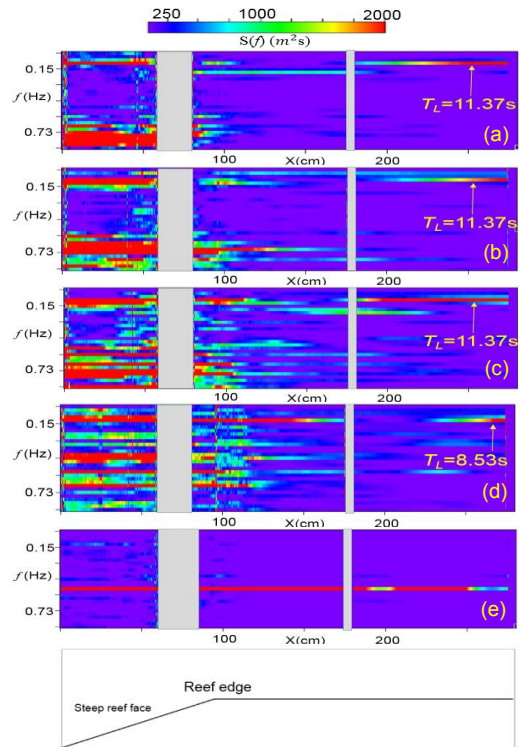 250 1000 2000
S(f) (m²s)
0.15
f(Hz)
0.73
T_L=11.37s
(a)
100 X(cm) 200
0.15
f(Hz)
0.73
T_L=11.37s
(b)
100 X(cm) 200
0.15
f(Hz)
0.73
T_L=11.37s
(c)
100 X(cm) 200
0.15
f(Hz)
0.73
T_L=8.53s
(d)
100 X(cm) 200
0.15
f(Hz)
0.73
(e)
100 X(cm) 200
Reef edge
Steep reef face